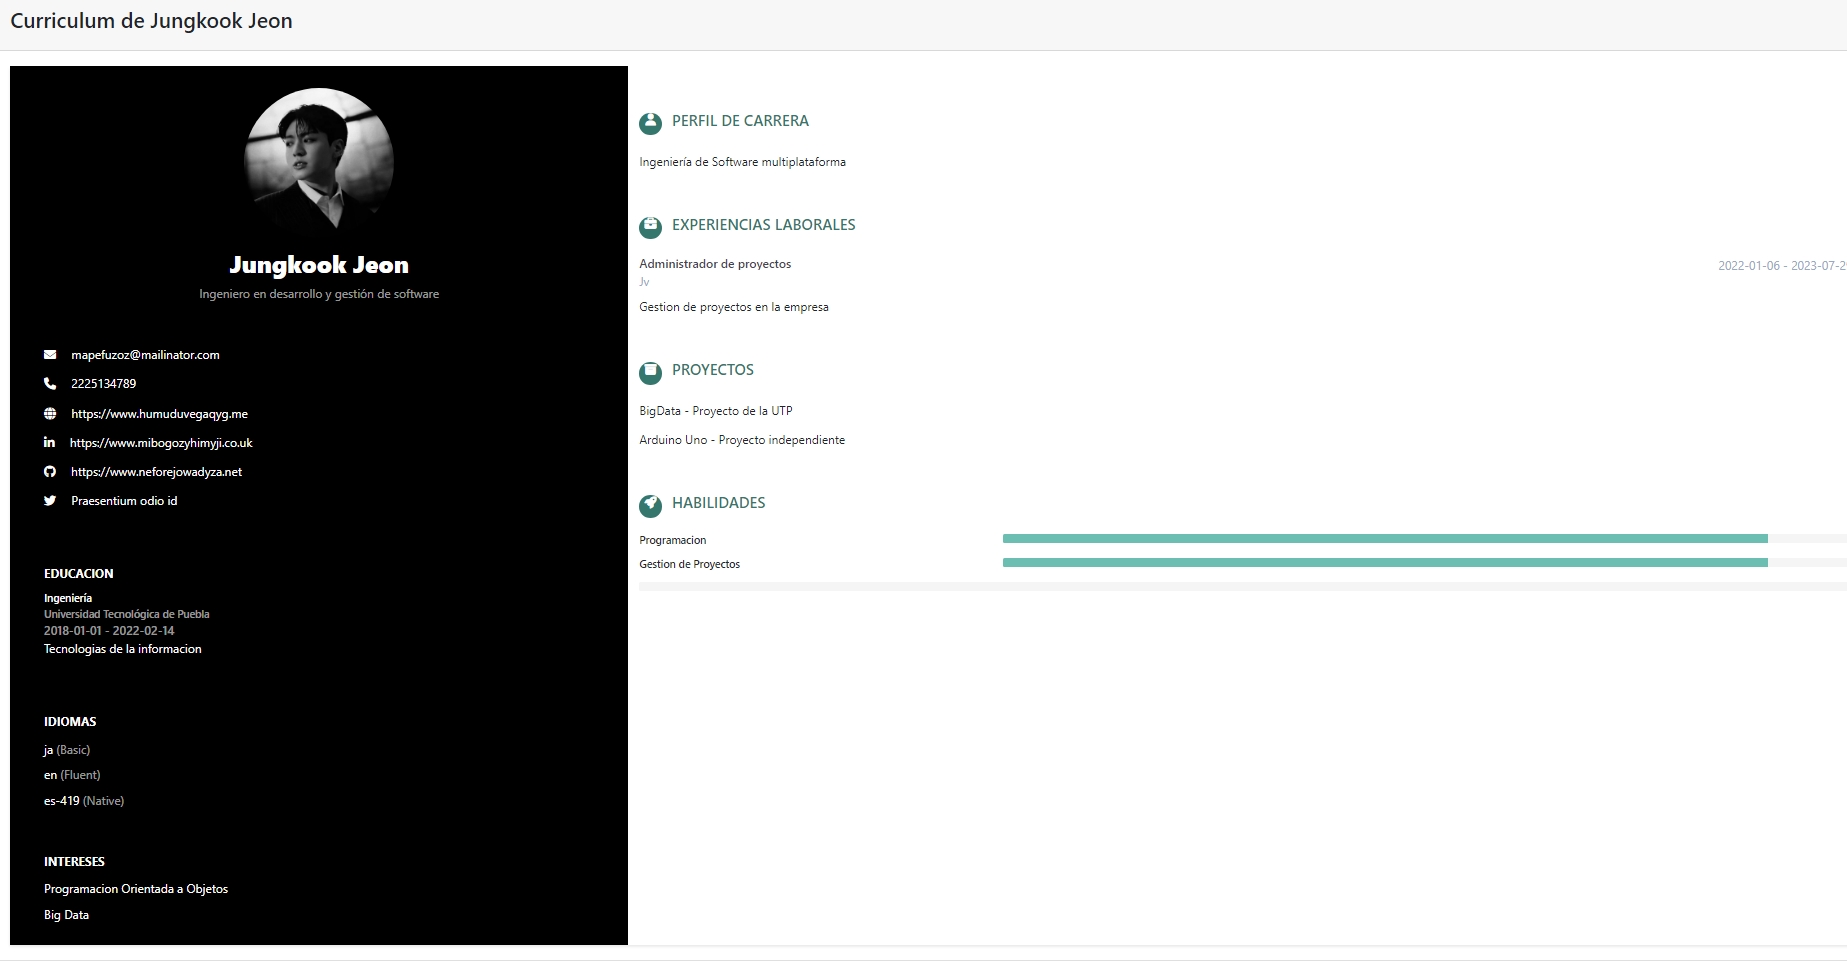 Curriculum de Jungkook Jeon
Jungkook Jeon
Ingeniero en desarrollo y gestión de software
mapefuzoz@mailinator.com
2225134789
https://www.humuduvegaqyg.me
https://www.mibogozyhimyji.co.uk
https://www.neforejowadyza.net
Praesentium odio id
EDUCACION
Ingeniería
Universidad Tecnológica de Puebla
2018-01-01 - 2022-02-14
Tecnologias de la informacion
IDIOMAS
ja (Basic)
en (Fluent)
es-419 (Native)
INTERESES
Programacion Orientada a Objetos
Big Data
PERFIL DE CARRERA
Ingeniería de Software multiplataforma
EXPERIENCIAS LABORALES
Administrador de proyectos
2022-01-06 - 2023-07-2
Jv
Gestion de proyectos en la empresa
PROYECTOS
BigData - Proyecto de la UTP
Arduino Uno - Proyecto independiente
HABILIDADES
Programacion
Gestion de Proyectos